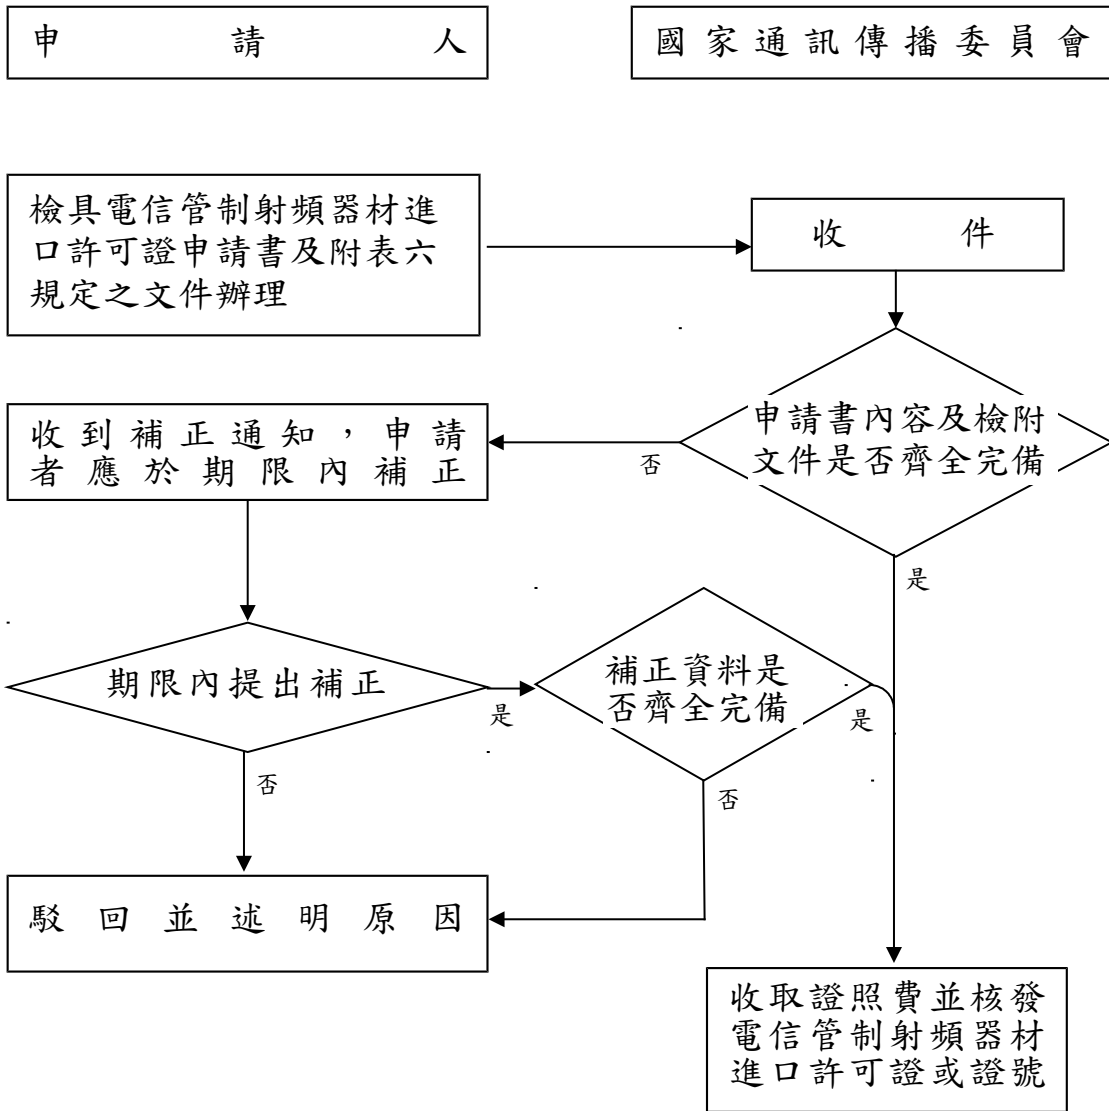 申請人
國家通訊傳播委員會
檢具電信管制射頻器材進
口許可證申請書及附表六
規定之文件辦理
收件
申請書內容及檢附
文件是否齊全完備
否
是
收到補正通知，申請
者應於期限內補正
期限內提出補正
是
否
補正資料是
否齊全完備
是
否
駁回並述明原因
收取證照費並核發
電信管制射頻器材
進口許可證或證號